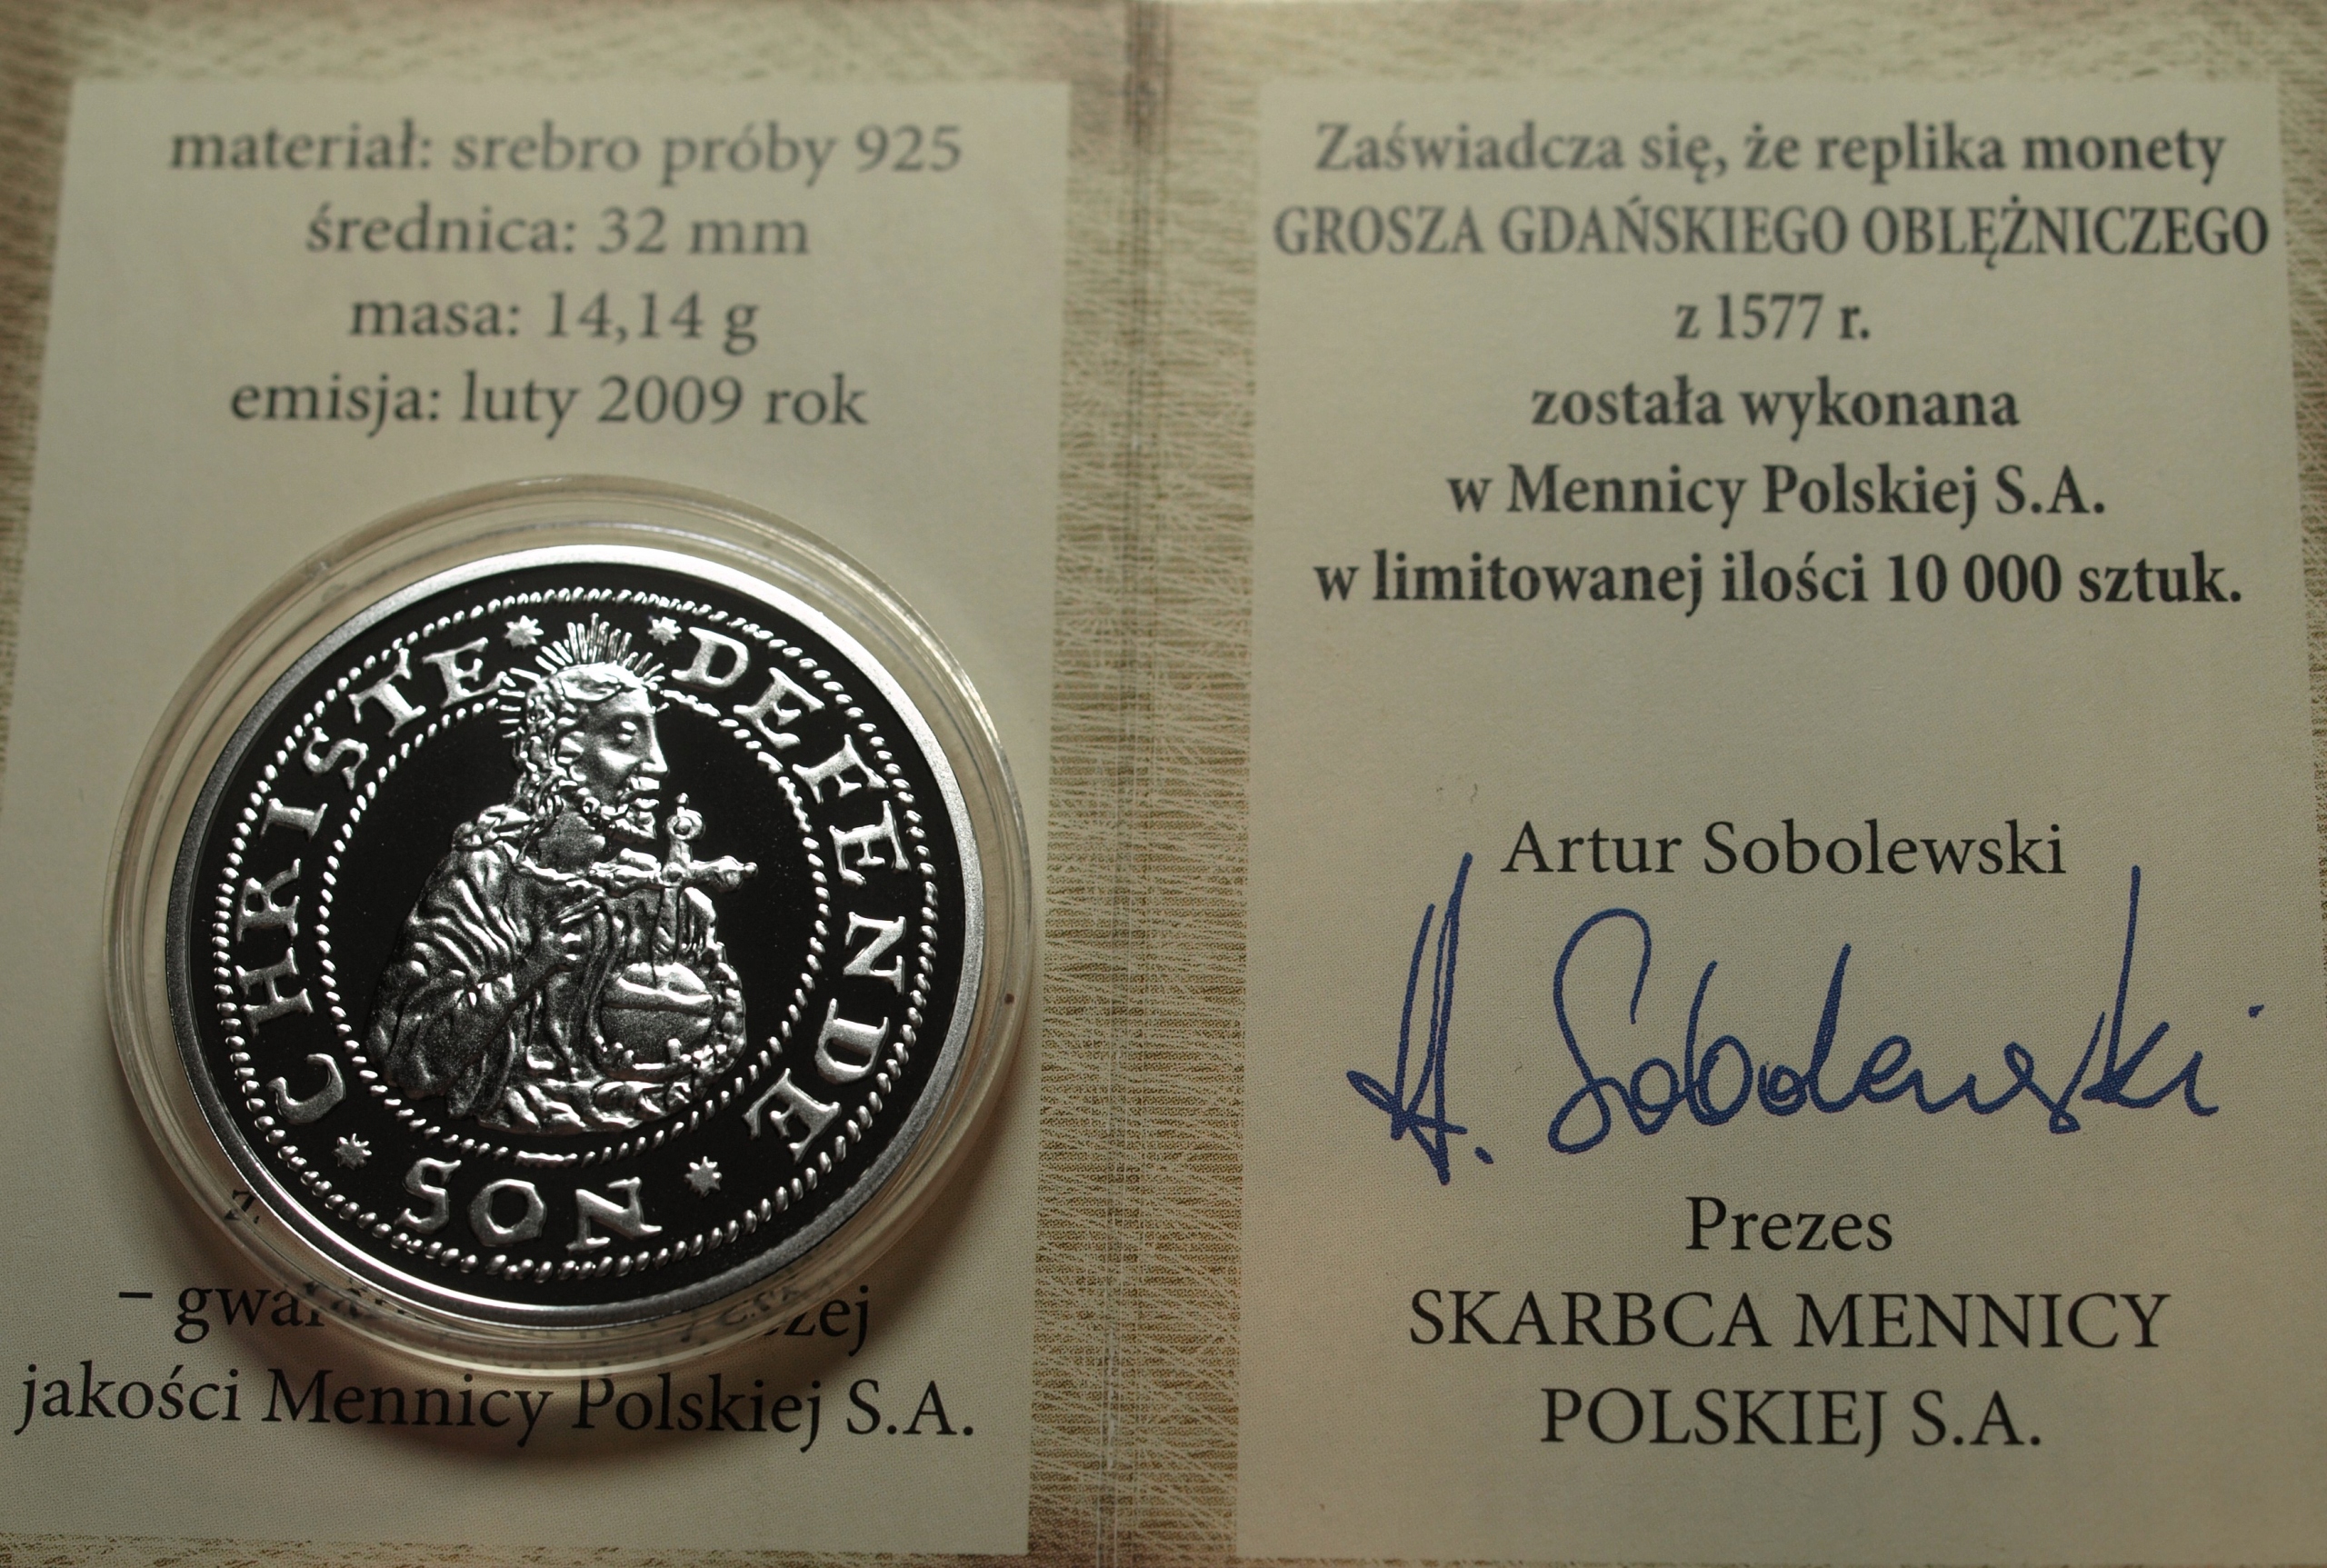 materiał: srebro próby 925
średnica: 32 mm
masa: 14,14 g
emisja: luty 2009 rok
CHRISTE * DEFENDE * NOS *
jakości Mennicy Polskiej S.A.
Zaświadcza się, że replika monety
GROSZA GDAŃSKIEGO OBLĘŻNICZEGO
z 1577 r.
została wykonana
w Mennicy Polskiej S.A.
w limitowanej ilości 10 000 sztuk.
Artur Sobolewski
A. Sobolewski
Prezes
SKARBCA MENNICY
POLSKIEJ S.A.